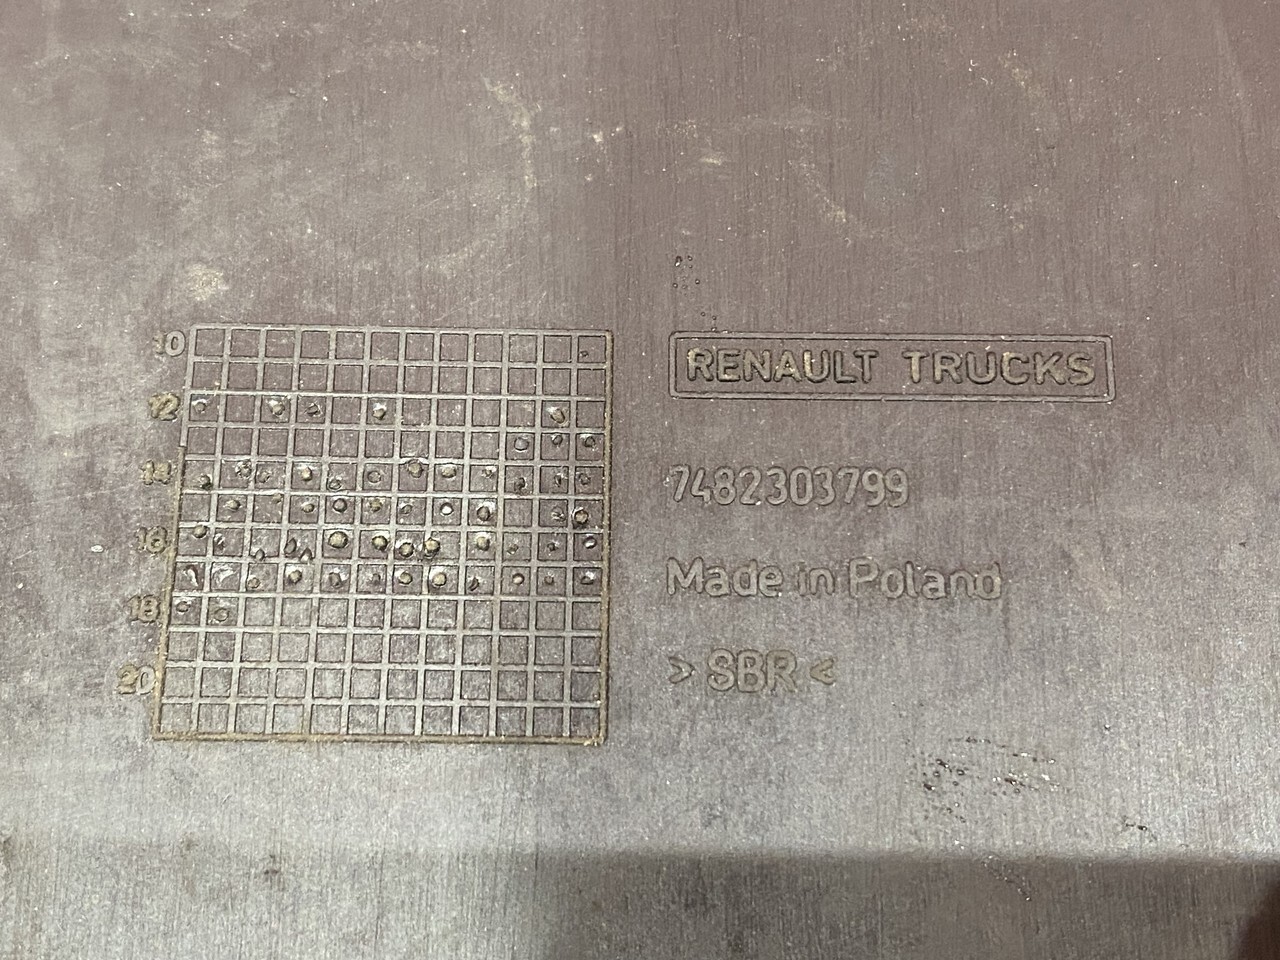 10
12
14
16
18
20
RENAULT TRUCKS
7482303799
Made in Poland
> SBR <